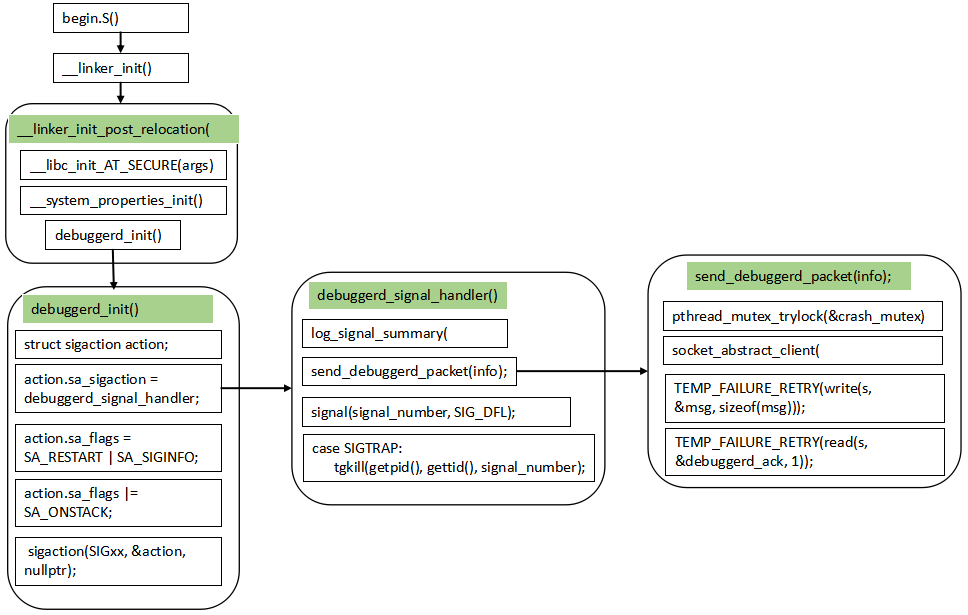 begin.S()
__linker_init()
__linker_init_post_relocation(
__libc_init_AT_SECURE(args)
__system_properties_init()
debuggerd_init()
debuggerd_init()
struct sigaction action;
action.sa_sigaction =
debuggerd_signal_handler;
action.sa_flags =
SA_RESTART | SA_SIGINFO;
action.sa_flags |=
SA_ONSTACK;
sigaction(SIGxx, &action,
nullptr);
debuggerd_signal_handler()
log_signal_summary(
send_debuggerd_packet(info);
signal(signal_number, SIG_DFL);
case SIGTRAP:
tgkill(getpid(), gettid(), signal_number);
send_debuggerd_packet(info);
pthread_mutex_trylock(&crash_mutex)
socket_abstract_client(
TEMP_FAILURE_RETRY(write(s,
&msg, sizeof(msg)));
TEMP_FAILURE_RETRY(read(s,
&debuggerd_ack, 1));